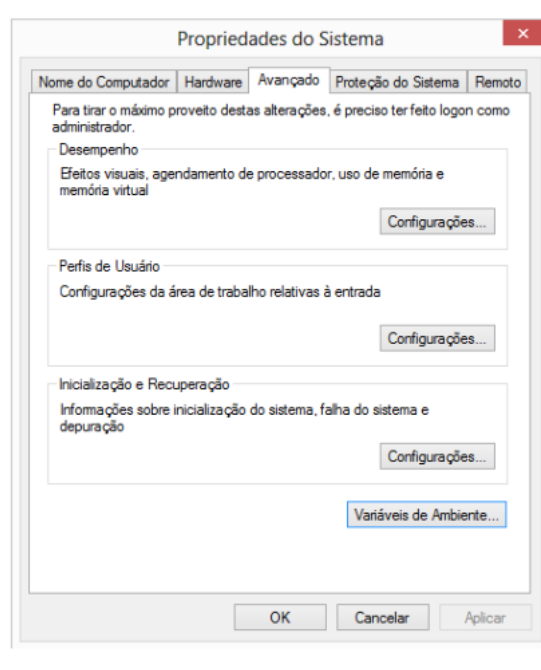 Propriedades do Sistema
Nome do Computador Hardware Avançado Proteção do Sistema Remoto
Para tirar o máximo proveito destas alterações, é preciso ter feito logon como
administrador.
Desempenho
Efeitos visuais, agendamento de processador, uso de memória e
memória virtual
Configurações...
Perfis de Usuário
Configurações da área de trabalho relativas à entrada
Configurações...
Inicialização e Recuperação
Informações sobre inicialização do sistema, falha do sistema e
depuração
Configurações...
Variáveis de Ambiente...
OK Cancelar Aplicar